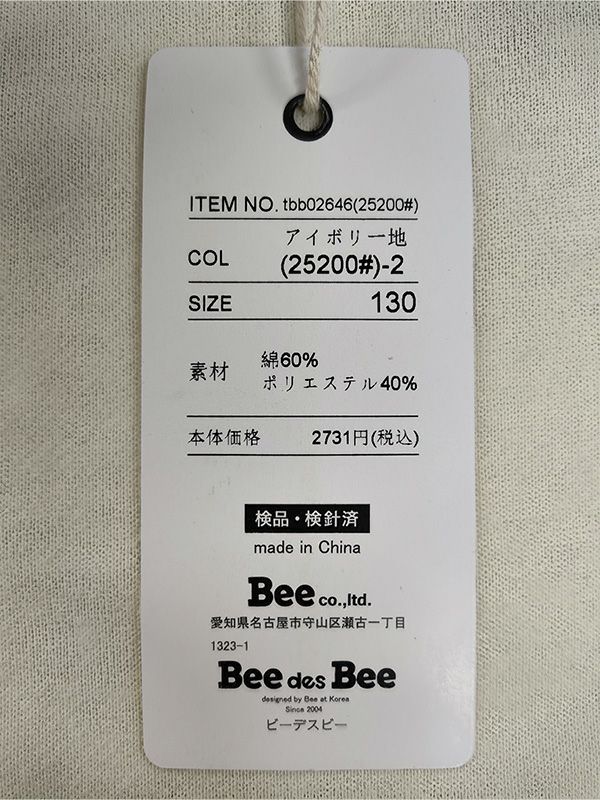 ITEM NO. tbb02646(25200#)
アイボリー地
COL (25200#)-2
SIZE 130
素材 綿60%
ポリエステル40%
本体価格 2731円(税込)
検品・検針済
made in China
Bee co.,ltd.
愛知県名古屋市守山区瀬古一丁目
1323-1
Bee des Bee
designed by Bee at Korea
Since 2004
ビーデスビー